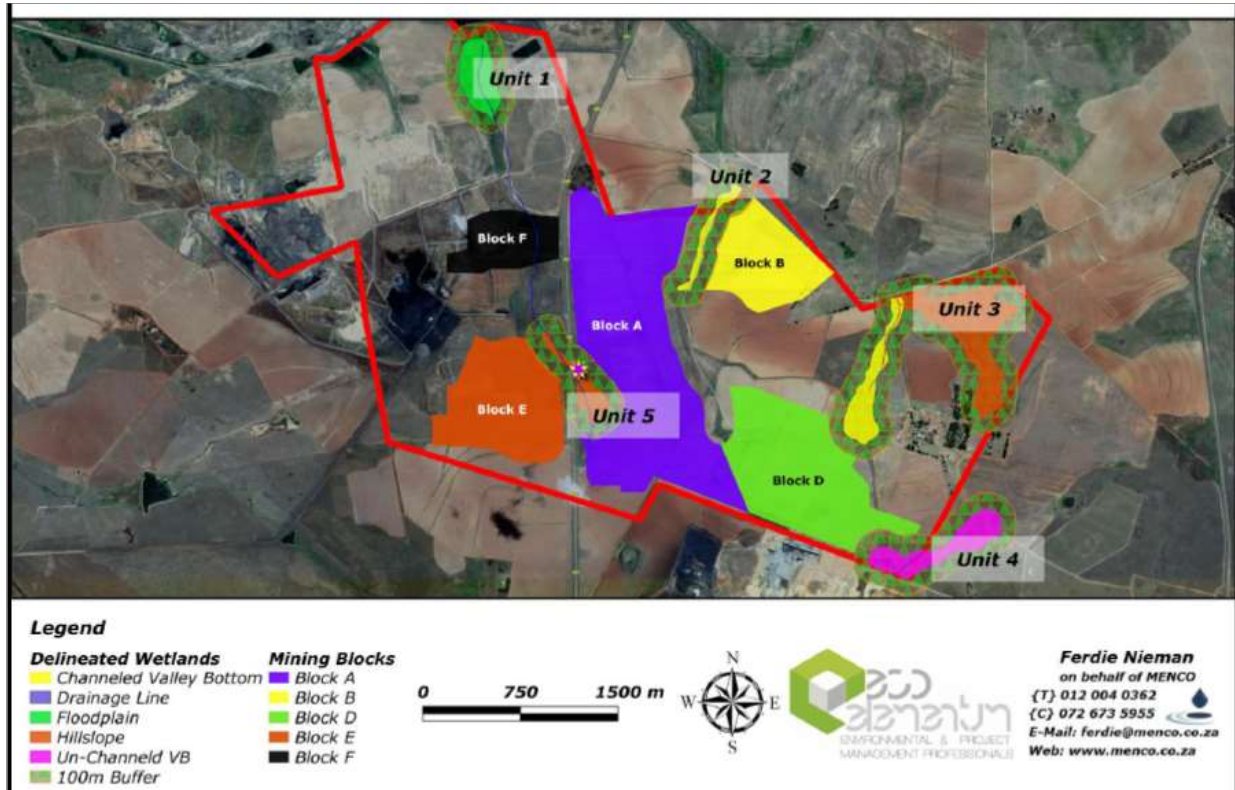 Unit 1
Unit 2
Block F
Block B
Unit 3
Block A
Block E
Unit 5
Block D
Unit 4
Legend
Delineated Wetlands
Channeled Valley Bottom
Drainage Line
Floodplain
Hillslope
Un-Channeld VB
100m Buffer
Mining Blocks
Block A
Block B
Block D
Block E
Block F
0 750 1500 m
N
W E
S
eco
elementum
ENVIRONMENTAL & PROJECT
MANAGEMENT PROFESSIONALS
Ferdie Nieman
on behalf of MENCO
{T} 012 004 0362
{C} 072 673 5955
E-Mail: ferdie@menco.co.za
Web: www.menco.co.za